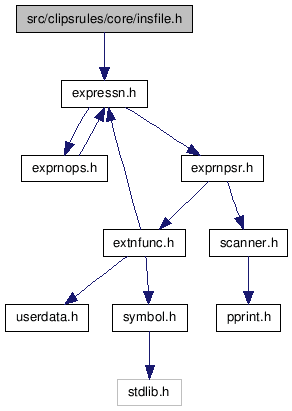 src/clipsrules/core/insfile.h
expressn.h
exprnops.h
exprnpsr.h
extnfunc.h
scanner.h
userdata.h
symbol.h
pprint.h
stdlib.h